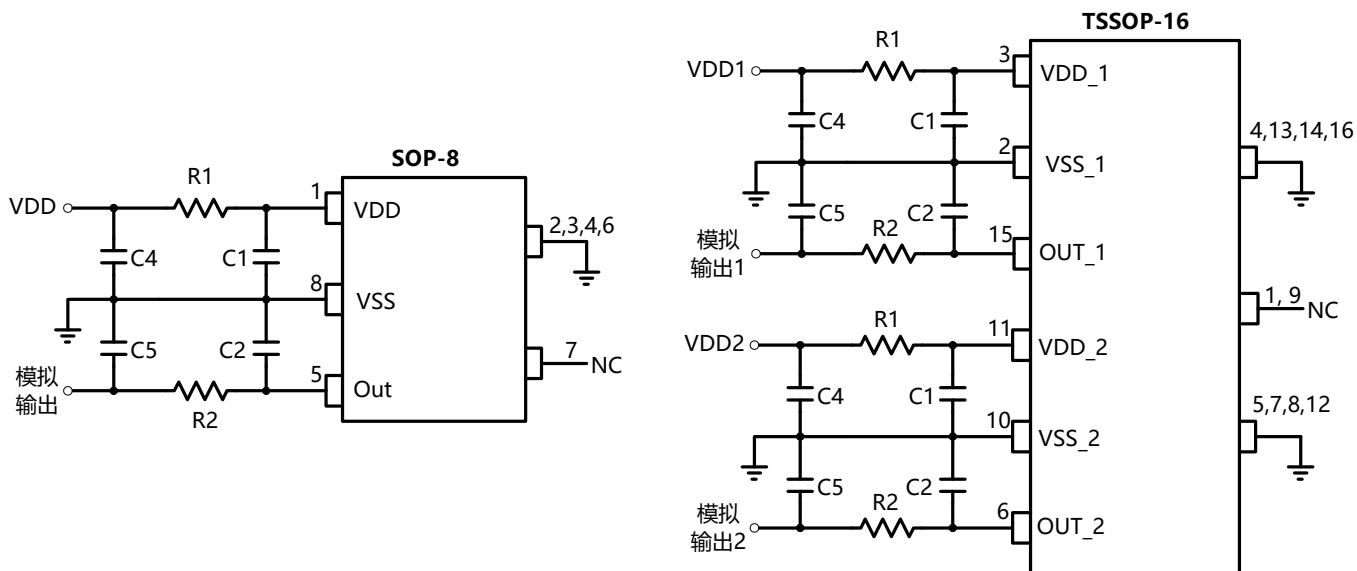 SOP-8
R1
VDD
1
VDD
C4
C1
2,3,4,6
8
VSS
C5
C2
7
NC
模拟
输出
5
Out
R2
TSSOP-16
R1
VDD1
3
VDD_1
C4
C1
4,13,14,16
2
VSS_1
C5
C2
模拟
输出1
R2
15
OUT_1
1, 9
NC
R1
VDD2
11
VDD_2
C4
C1
5,7,8,12
10
VSS_2
C5
C2
模拟
输出2
R2
6
OUT_2